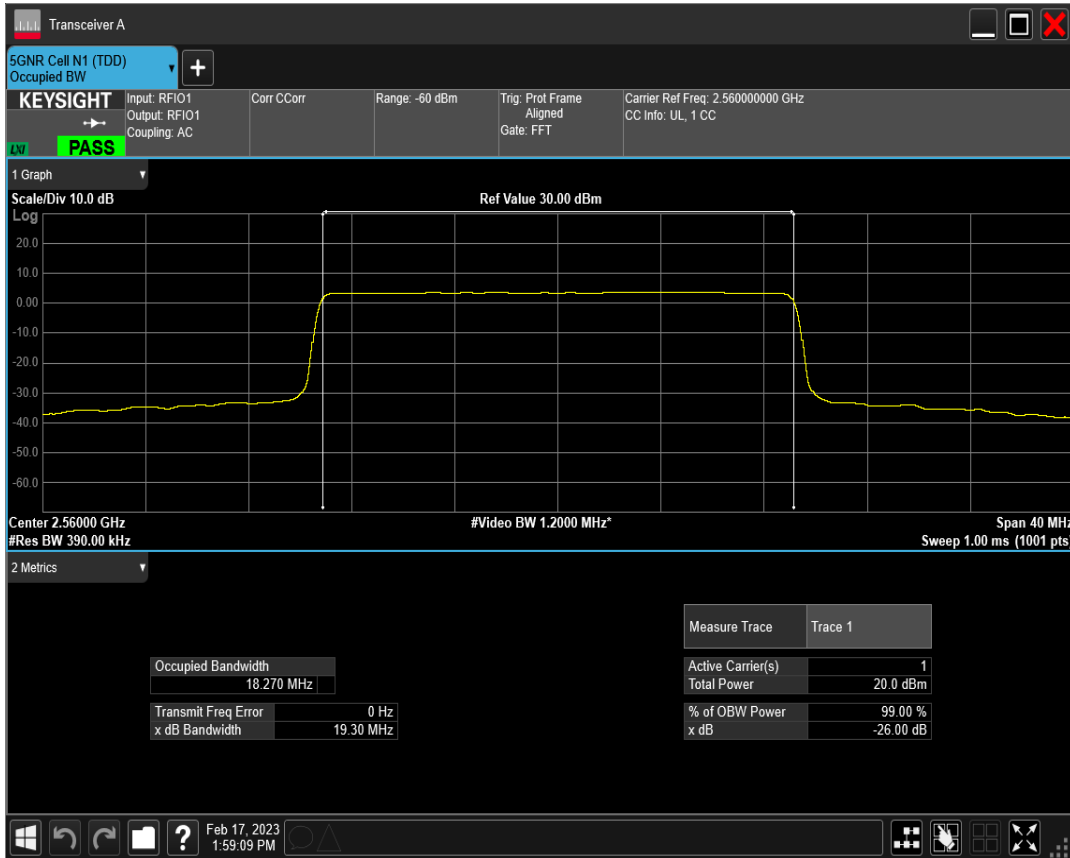 Transceiver A
5GNR Cell N1 (TDD)
Occupied BW
+
KEYSIGHT
LXI
PASS
Input: RFIO1
Output: RFIO1
Coupling: AC
Corr CCorr
Range: -60 dBm
Trig: Prot Frame
Aligned
Gate: FFT
Carrier Ref Freq: 2.560000000 GHz
CC Info: UL, 1 CC
1 Graph
Scale/Div 10.0 dB
Ref Value 30.00 dBm
Log
20.0
10.0
0.00
-10.0
-20.0
-30.0
-40.0
-50.0
-60.0
Center 2.56000 GHz
#Video BW 1.2000 MHz*
Span 40 MHz
#Res BW 390.00 kHz
Sweep 1.00 ms (1001 pts)
2 Metrics
Measure Trace Trace 1
Occupied Bandwidth
18.270 MHz
Active Carrier(s) 1
Total Power 20.0 dBm
Transmit Freq Error 0 Hz
x dB Bandwidth 19.30 MHz
% of OBW Power 99.00 %
x dB -26.00 dB
?
Feb 17, 2023
1:59:09 PM